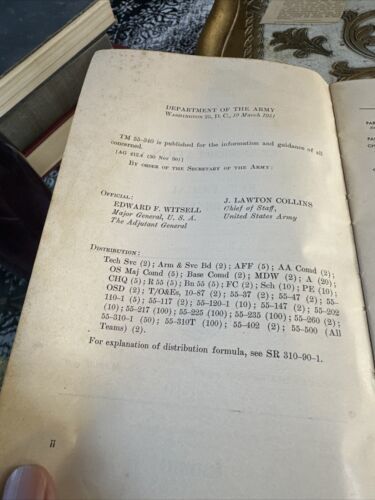 DEPARTMENT OF THE ARMY
WASHINGTON 25, D. C., 19 March 1951
TM 55-340 is published for the information and guidance of all
concerned.
[AG 412.6 (30 Nov 50)]
BY ORDER OF THE SECRETARY OF THE ARMY:
OFFICIAL:
EDWARD F. WITSELL
Major General, U. S. A.
The Adjutant General
J. LAWTON COLLINS
Chief of Staff,
United States Army
DISTRIBUTION:
Tech Svc (2); Arm & Svc Bd (2); AFF (5); AA Comd (2);
OS Maj Comd (5); Base Comd (2); MDW (2); A (20);
CHQ (5); R 55 (5); Bn 55 (5); FC (2); Sch (10); PE (10);
OSD (2); T/O&Es, 10-87 (2); 55-37 (2); 55-47 (2); 55-
110-1 (5); 55-117 (2); 55-120-1 (10); 55-147 (2); 55-202
(10); 55-217 (100); 55-225 (100); 55-235 (100); 55-260 (2);
55-310-1 (50); 55-310T (100); 55-402 (2); 55-500 (All
Teams) (2).
For explanation of distribution formula, see SR 310-90-1.
ii